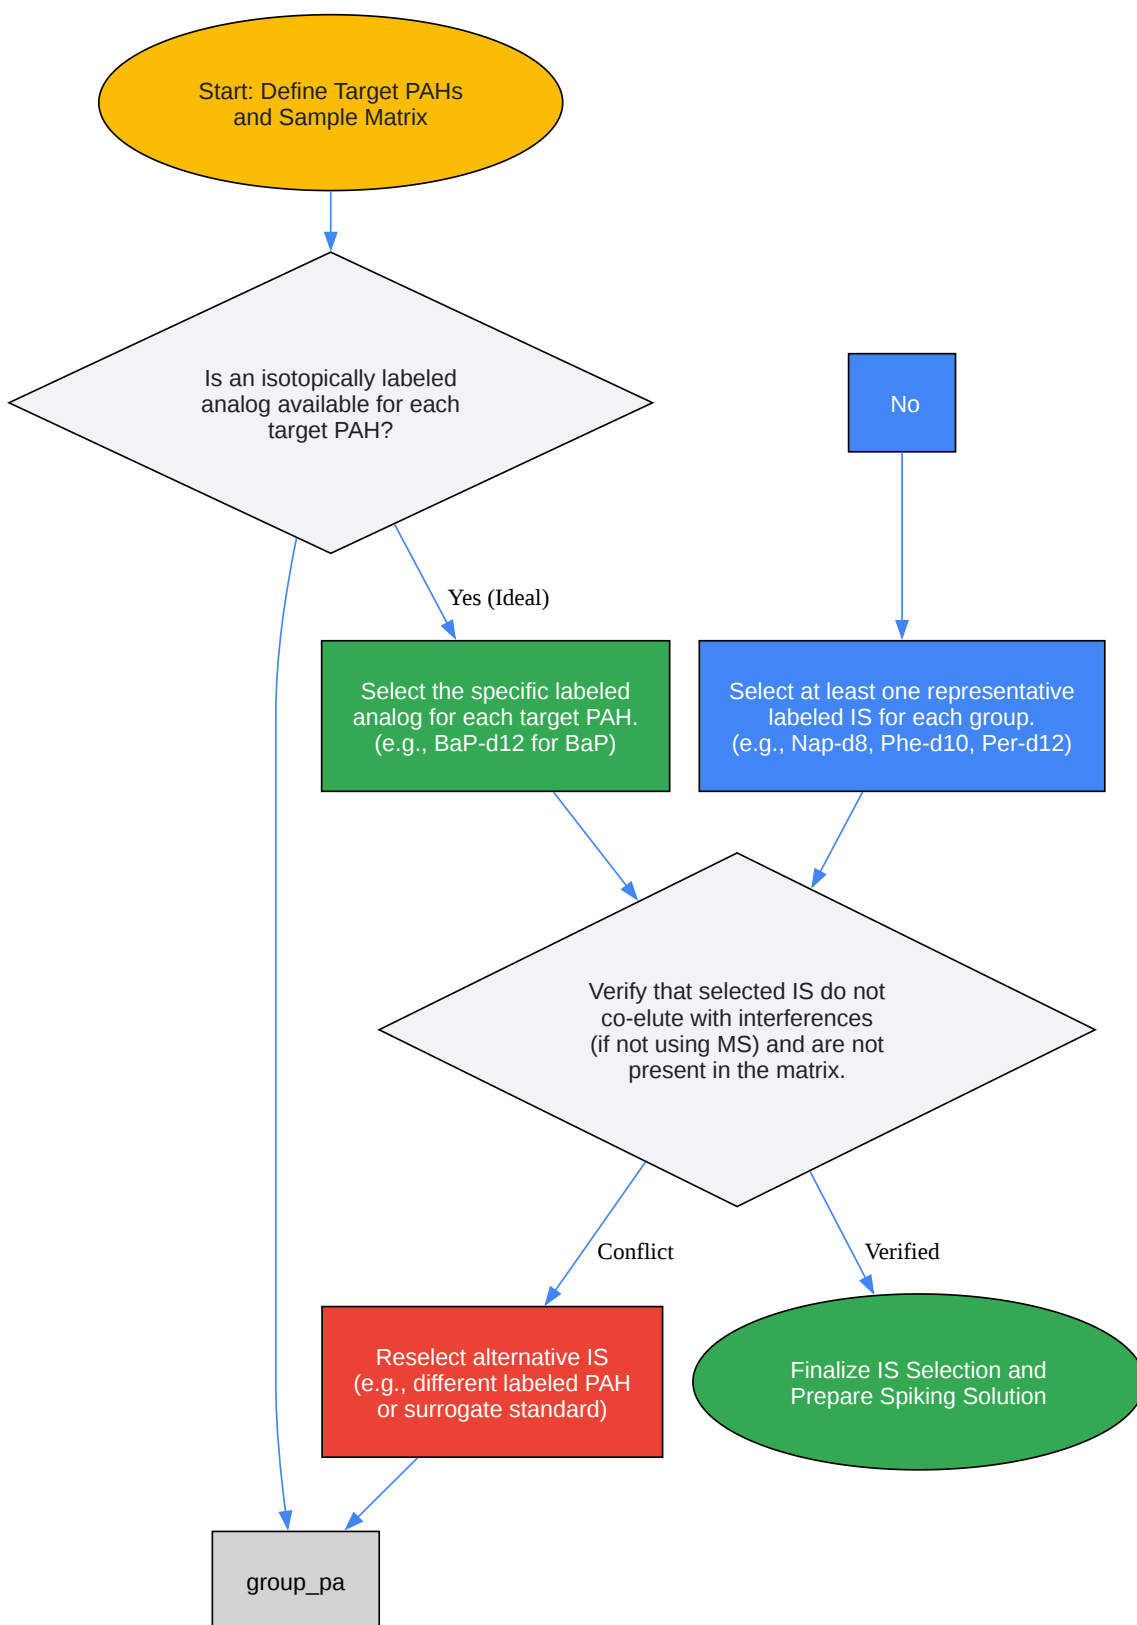 Start: Define Target PAHs
and Sample Matrix
Is an isotopically labeled
analog available for each
target PAH?
No
Yes (Ideal)
Select the specific labeled
analog for each target PAH.
(e.g., BaP-d12 for BaP)
Select at least one representative
labeled IS for each group.
(e.g., Nap-d8, Phe-d10, Per-d12)
Verify that selected IS do not
co-elute with interferences
(if not using MS) and are not
present in the matrix.
Conflict
Verified
Reselect alternative IS
(e.g., different labeled PAH
or surrogate standard)
Finalize IS Selection and
Prepare Spiking Solution
group_pa